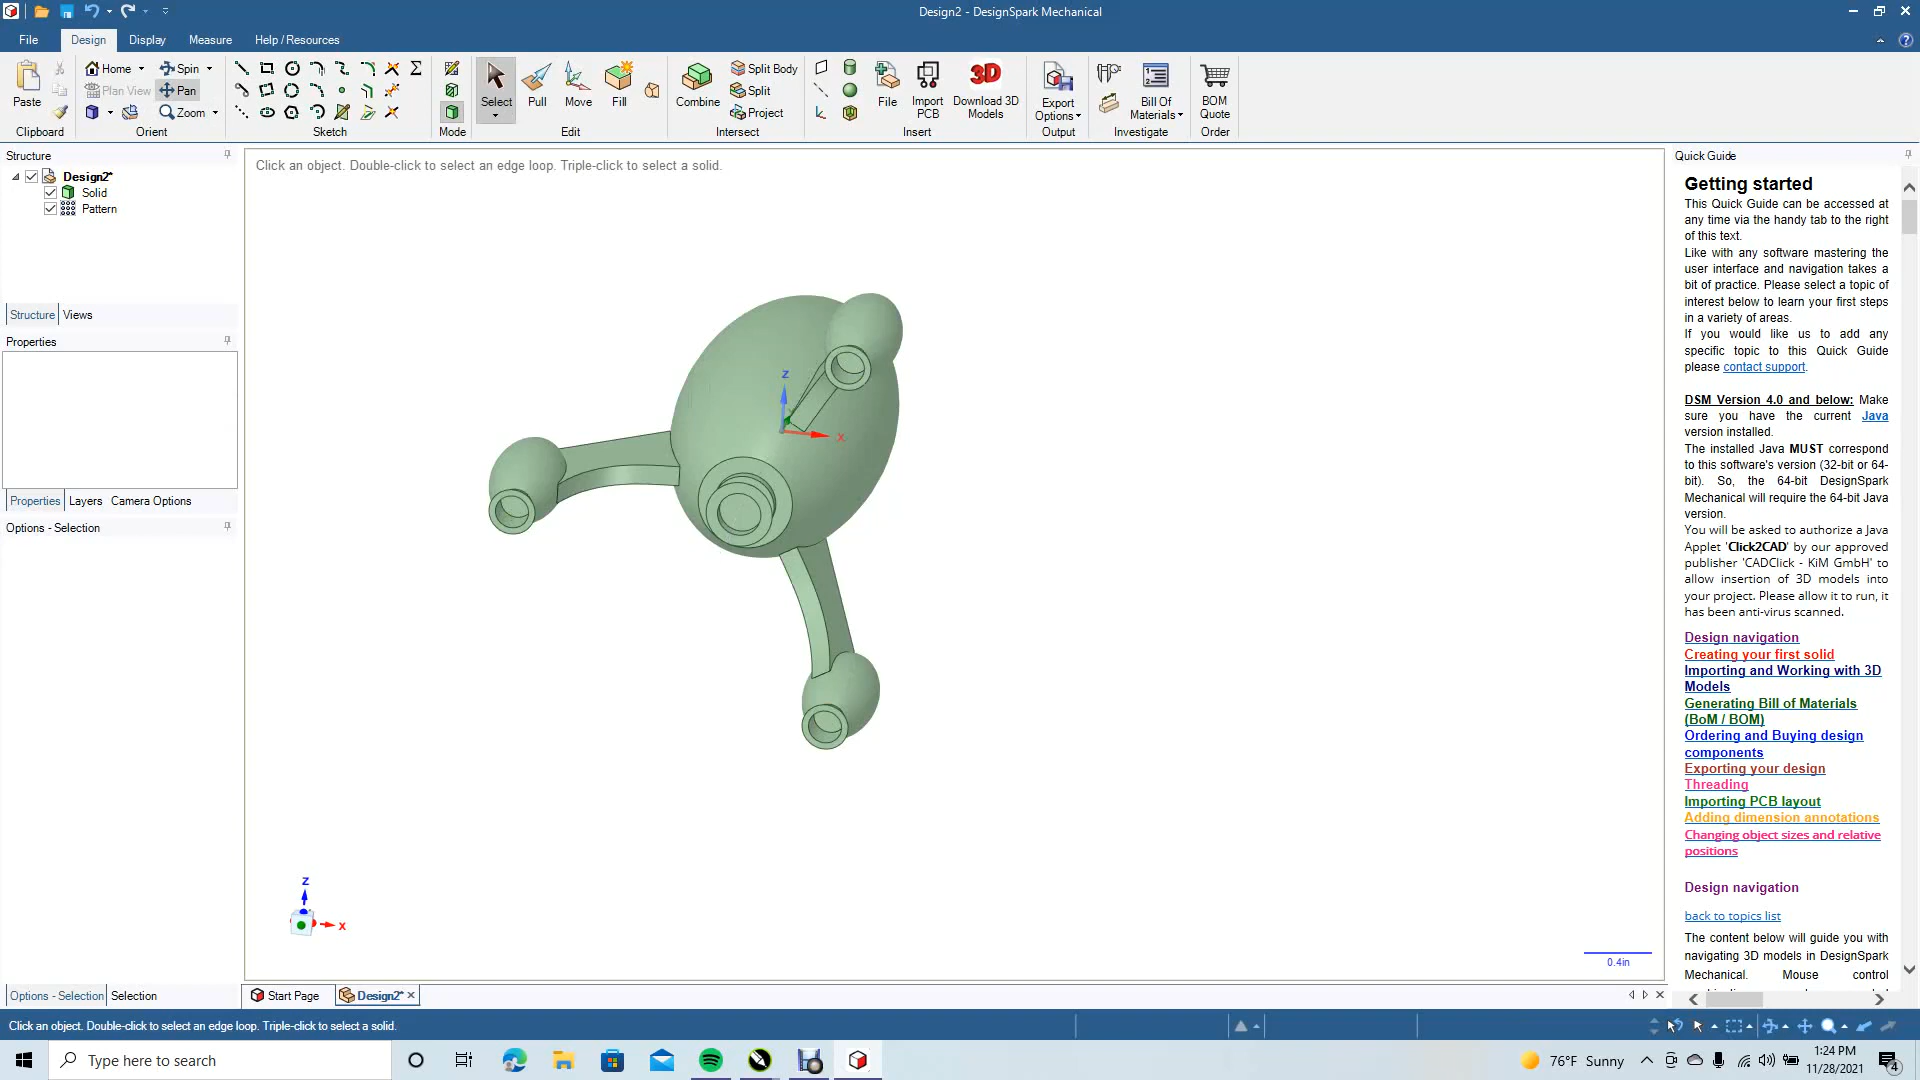 Design2 - DesignSpark Mechanical
File Design Display Measure Help / Resources
Paste
Clipboard
Home Spin
Plan View Pan
Zoom
Orient
Sketch
Mode
Select Pull Move Fill
Edit
Combine
Split Body
Split
Project
Intersect
File
Import PCB
Download 3D Models
Insert
Export Options
Output
Bill Of Materials
Investigate
BOM Quote
Order
Structure
Design2*
Solid
Pattern
Structure Views
Properties
Properties Layers Camera Options
Options - Selection
Options - Selection Selection
Click an object. Double-click to select an edge loop. Triple-click to select a solid.
Z
X
Z
X
0.4in
Start Page Design2*
Quick Guide
Getting started
This Quick Guide can be accessed at
any time via the handy tab to the right
of this text.
Like with any software mastering the
user interface and navigation takes a
bit of practice. Please select a topic of
interest below to learn your first steps
in a variety of areas.
If you would like us to add any
specific topic to this Quick Guide
please contact support.
DSM Version 4.0 and below: Make
sure you have the current Java
version installed.
The installed Java MUST correspond
to this software's version (32-bit or 64-
bit). So, the 64-bit DesignSpark
Mechanical will require the 64-bit Java
version.
You will be asked to authorize a Java
Applet 'Click2CAD' by our approved
publisher 'CADClick - KiM GmbH' to
allow insertion of 3D models into
your project. Please allow it to run, it
has been anti-virus scanned.
Design navigation
Creating your first solid
Importing and Working with 3D
Models
Generating Bill of Materials
(BoM / BOM)
Ordering and Buying design
components
Exporting your design
Threading
Importing PCB layout
Adding dimension annotations
Changing object sizes and relative
positions
Design navigation
back to topics list
The content below will guide you with
navigating 3D models in DesignSpark
Mechanical. Mouse control
Click an object. Double-click to select an edge loop. Triple-click to select a solid.
Type here to search
76°F Sunny
1:24 PM
11/28/2021
4